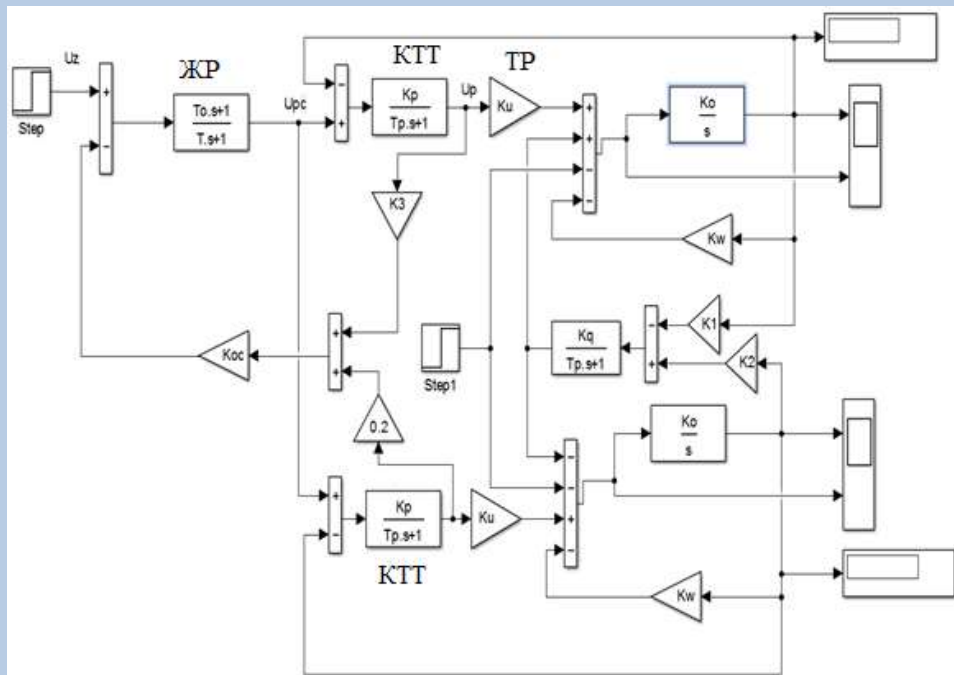 Uz
Step
ЖР
To.s+1
T.s+1
Upc
КТТ
Kp
Tp.s+1
Up
ТР
Ku
Ko
s
K3
Kw
Kос
Step1
Kq
Tp.s+1
K1
K2
0.2
Ko
s
Kp
Tp.s+1
Ku
КТТ
Kw